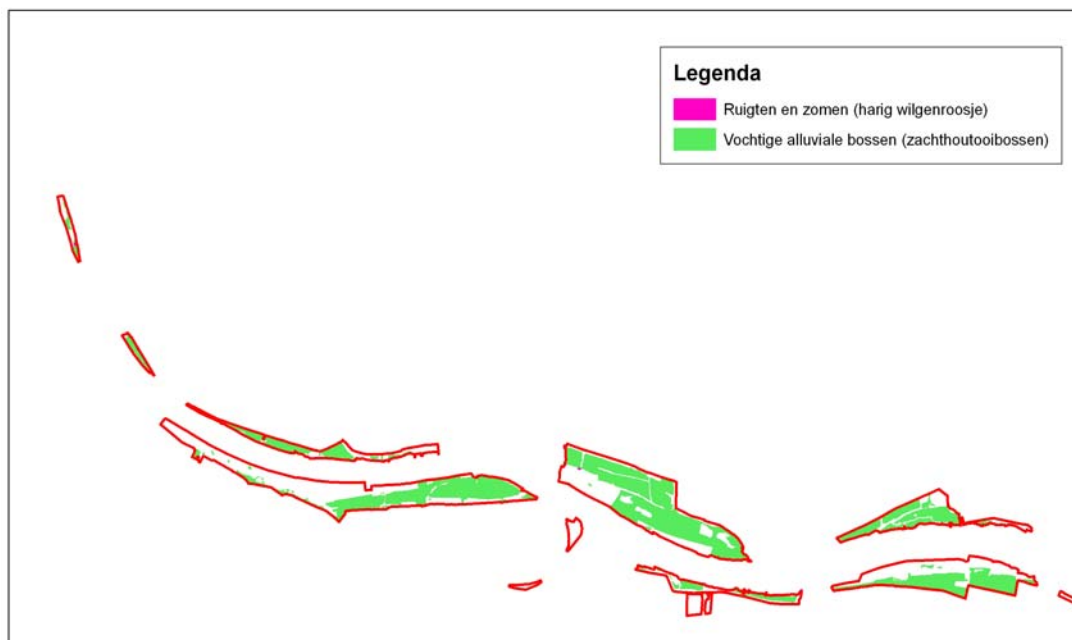 Legenda
Ruigten en zomen (harig wilgenroosje)
Vochtige alluviale bossen (zachthoutooibossen)